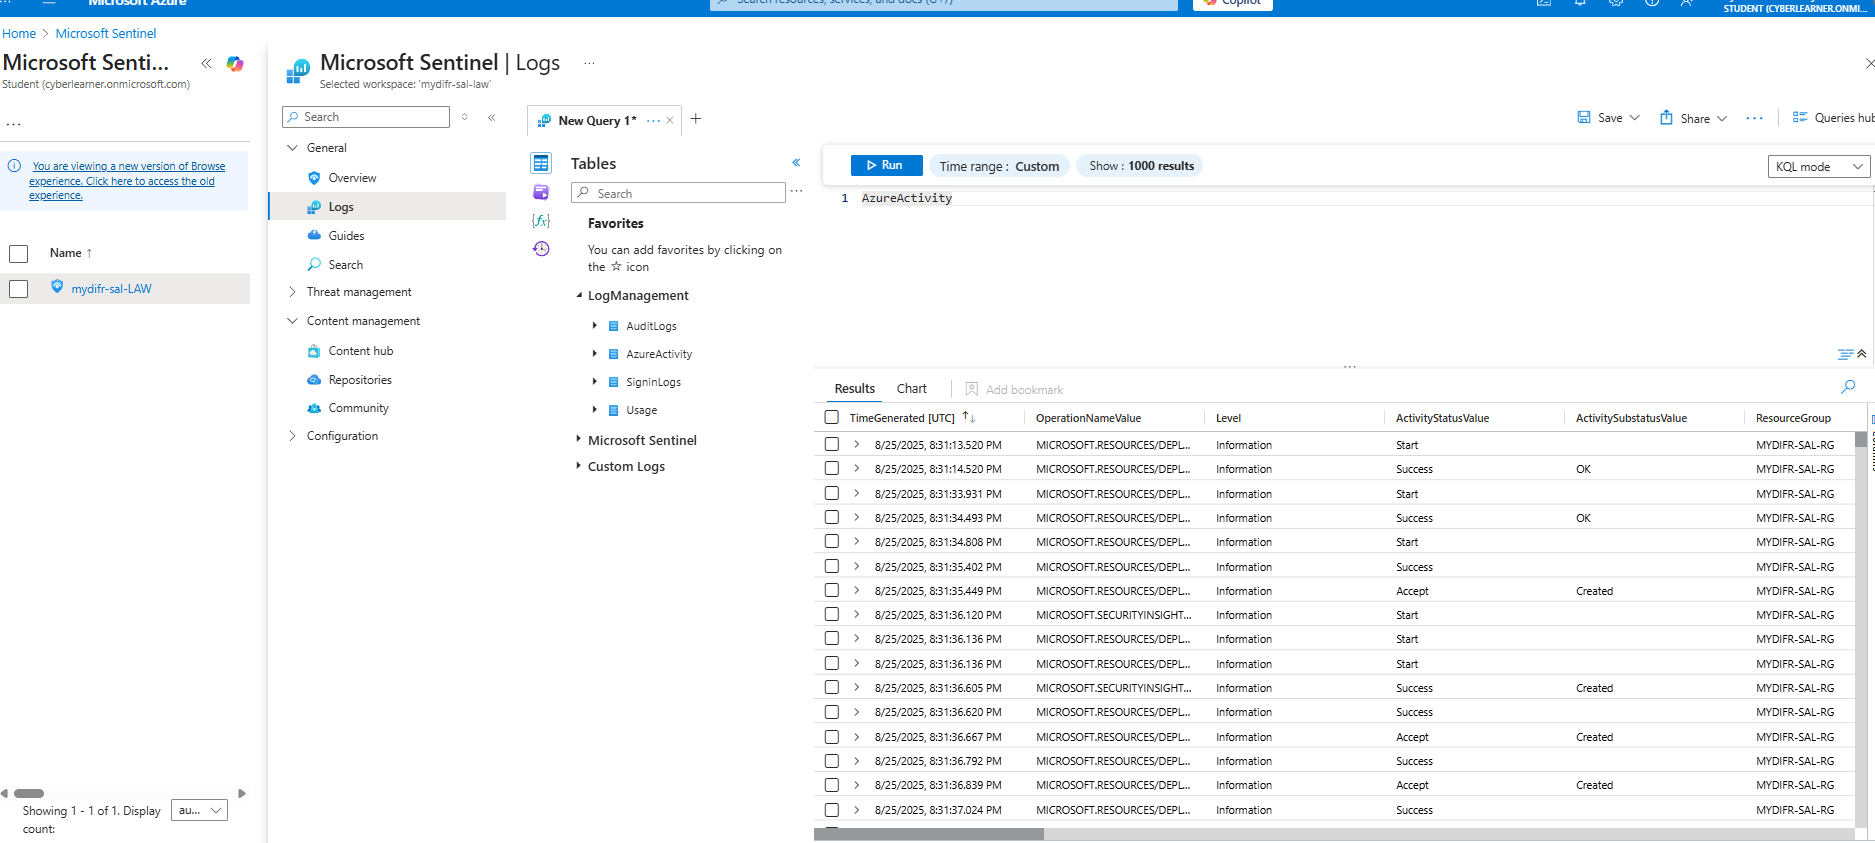 Microsoft Azure
Search resources, services, and docs (G+/)
Copilot
STUDENT (CYBERLEARNER.ONMI...
Home > Microsoft Sentinel
Microsoft Senti...
Student (cyberlearner.onmicrosoft.com)
...
You are viewing a new version of Browse
experience. Click here to access the old
experience.
Name ↑
mydifr-sal-LAW
Showing 1 - 1 of 1. Display
count:
au...
Microsoft Sentinel | Logs ...
Selected workspace: 'mydifr-sal-law'
Search
General
Overview
Logs
Guides
Search
Threat management
Content management
Content hub
Repositories
Community
Configuration
New Query 1* ...
Save
Share
...
Queries hub
Tables
Search
...
Favorites
You can add favorites by clicking on
the ☆ icon
LogManagement
AuditLogs
AzureActivity
SigninLogs
Usage
Microsoft Sentinel
Custom Logs
Run
Time range : Custom
Show : 1000 results
KQL mode
1 AzureActivity
Results Chart Add bookmark
TimeGenerated [UTC] ↑↓ OperationNameValue Level ActivityStatusValue ActivitySubstatusValue ResourceGroup
8/25/2025, 8:31:13.520 PM MICROSOFT.RESOURCES/DEPL... Information Start MYDIFR-SAL-RG
8/25/2025, 8:31:14.520 PM MICROSOFT.RESOURCES/DEPL... Information Success OK MYDIFR-SAL-RG
8/25/2025, 8:31:33.931 PM MICROSOFT.RESOURCES/DEPL... Information Start MYDIFR-SAL-RG
8/25/2025, 8:31:34.493 PM MICROSOFT.RESOURCES/DEPL... Information Success OK MYDIFR-SAL-RG
8/25/2025, 8:31:34.808 PM MICROSOFT.RESOURCES/DEPL... Information Start MYDIFR-SAL-RG
8/25/2025, 8:31:35.402 PM MICROSOFT.RESOURCES/DEPL... Information Success MYDIFR-SAL-RG
8/25/2025, 8:31:35.449 PM MICROSOFT.RESOURCES/DEPL... Information Accept Created MYDIFR-SAL-RG
8/25/2025, 8:31:36.120 PM MICROSOFT.SECURITYINSIGHT... Information Start MYDIFR-SAL-RG
8/25/2025, 8:31:36.136 PM MICROSOFT.RESOURCES/DEPL... Information Start MYDIFR-SAL-RG
8/25/2025, 8:31:36.136 PM MICROSOFT.RESOURCES/DEPL... Information Start MYDIFR-SAL-RG
8/25/2025, 8:31:36.605 PM MICROSOFT.SECURITYINSIGHT... Information Success Created MYDIFR-SAL-RG
8/25/2025, 8:31:36.620 PM MICROSOFT.RESOURCES/DEPL... Information Success MYDIFR-SAL-RG
8/25/2025, 8:31:36.667 PM MICROSOFT.RESOURCES/DEPL... Information Accept Created MYDIFR-SAL-RG
8/25/2025, 8:31:36.792 PM MICROSOFT.RESOURCES/DEPL... Information Success MYDIFR-SAL-RG
8/25/2025, 8:31:36.839 PM MICROSOFT.RESOURCES/DEPL... Information Accept Created MYDIFR-SAL-RG
8/25/2025, 8:31:37.024 PM MICROSOFT.RESOURCES/DEPL... Information Success MYDIFR-SAL-RG